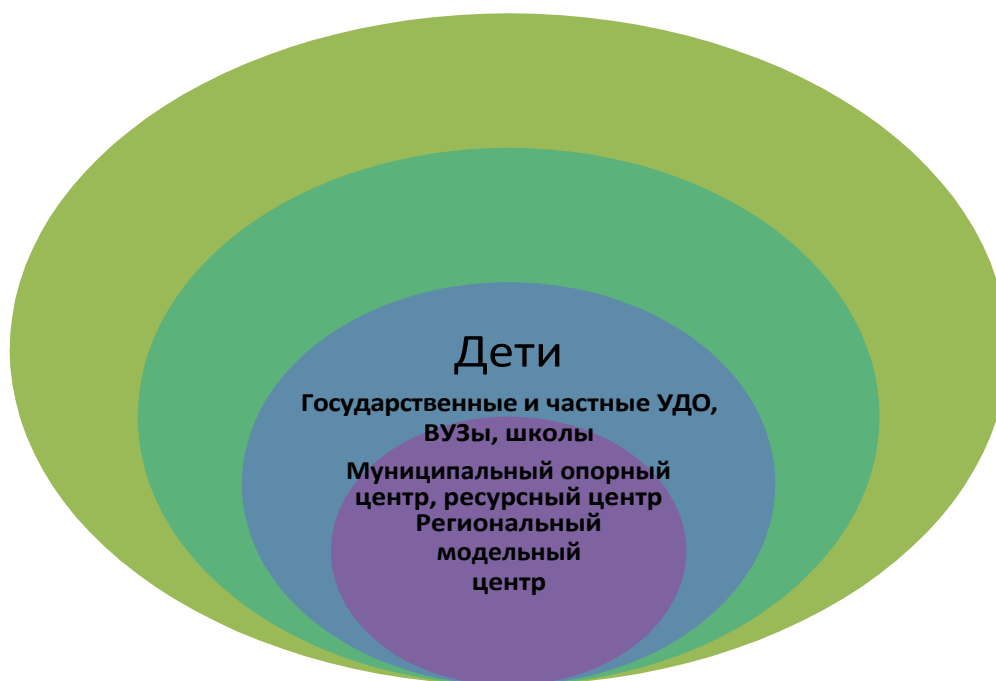 Дети
Государственные и частные УДО,
ВУЗы, школы
Муниципальный опорный
центр, ресурсный центр
Региональный
модельный
центр